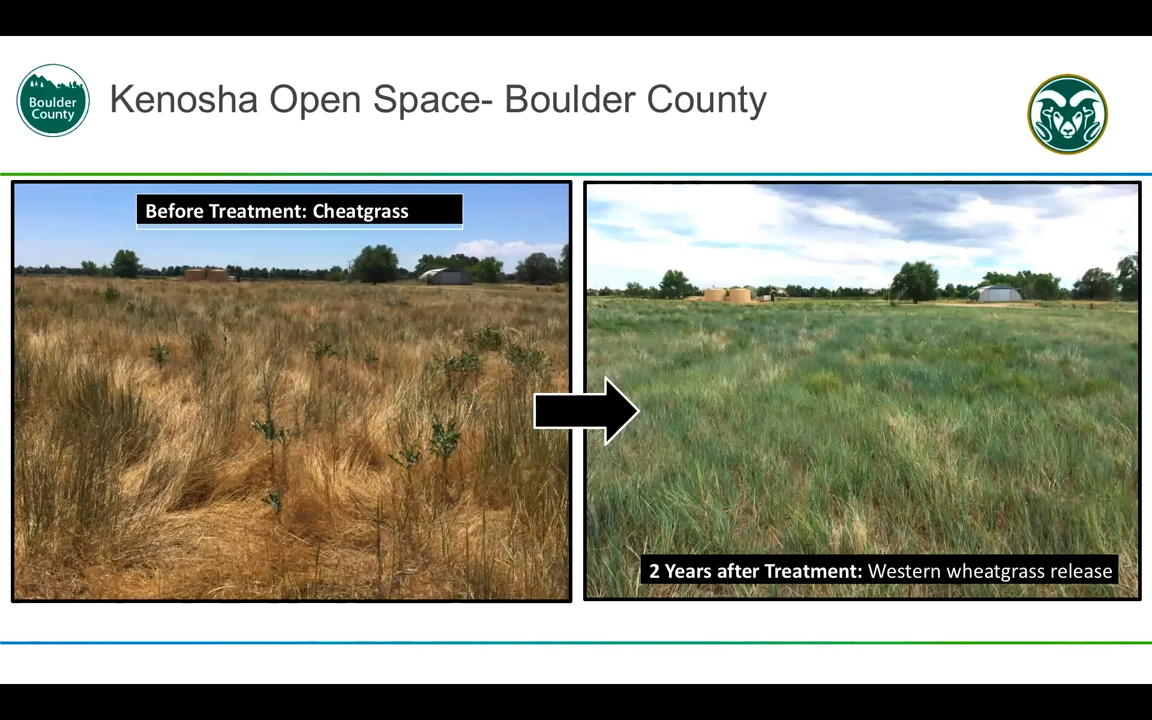 Boulder
County
Kenosha Open Space- Boulder County
Before Treatment: Cheatgrass
2 Years after Treatment: Western wheatgrass release